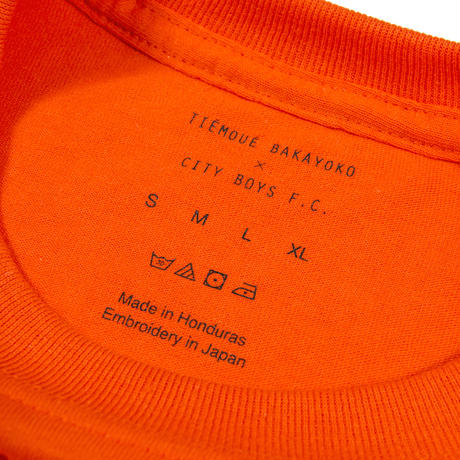 TIÉMOUÉ BAKAYOKO
×
CITY BOYS F.C.
S M L XL
Made in Honduras
Embroidery in Japan